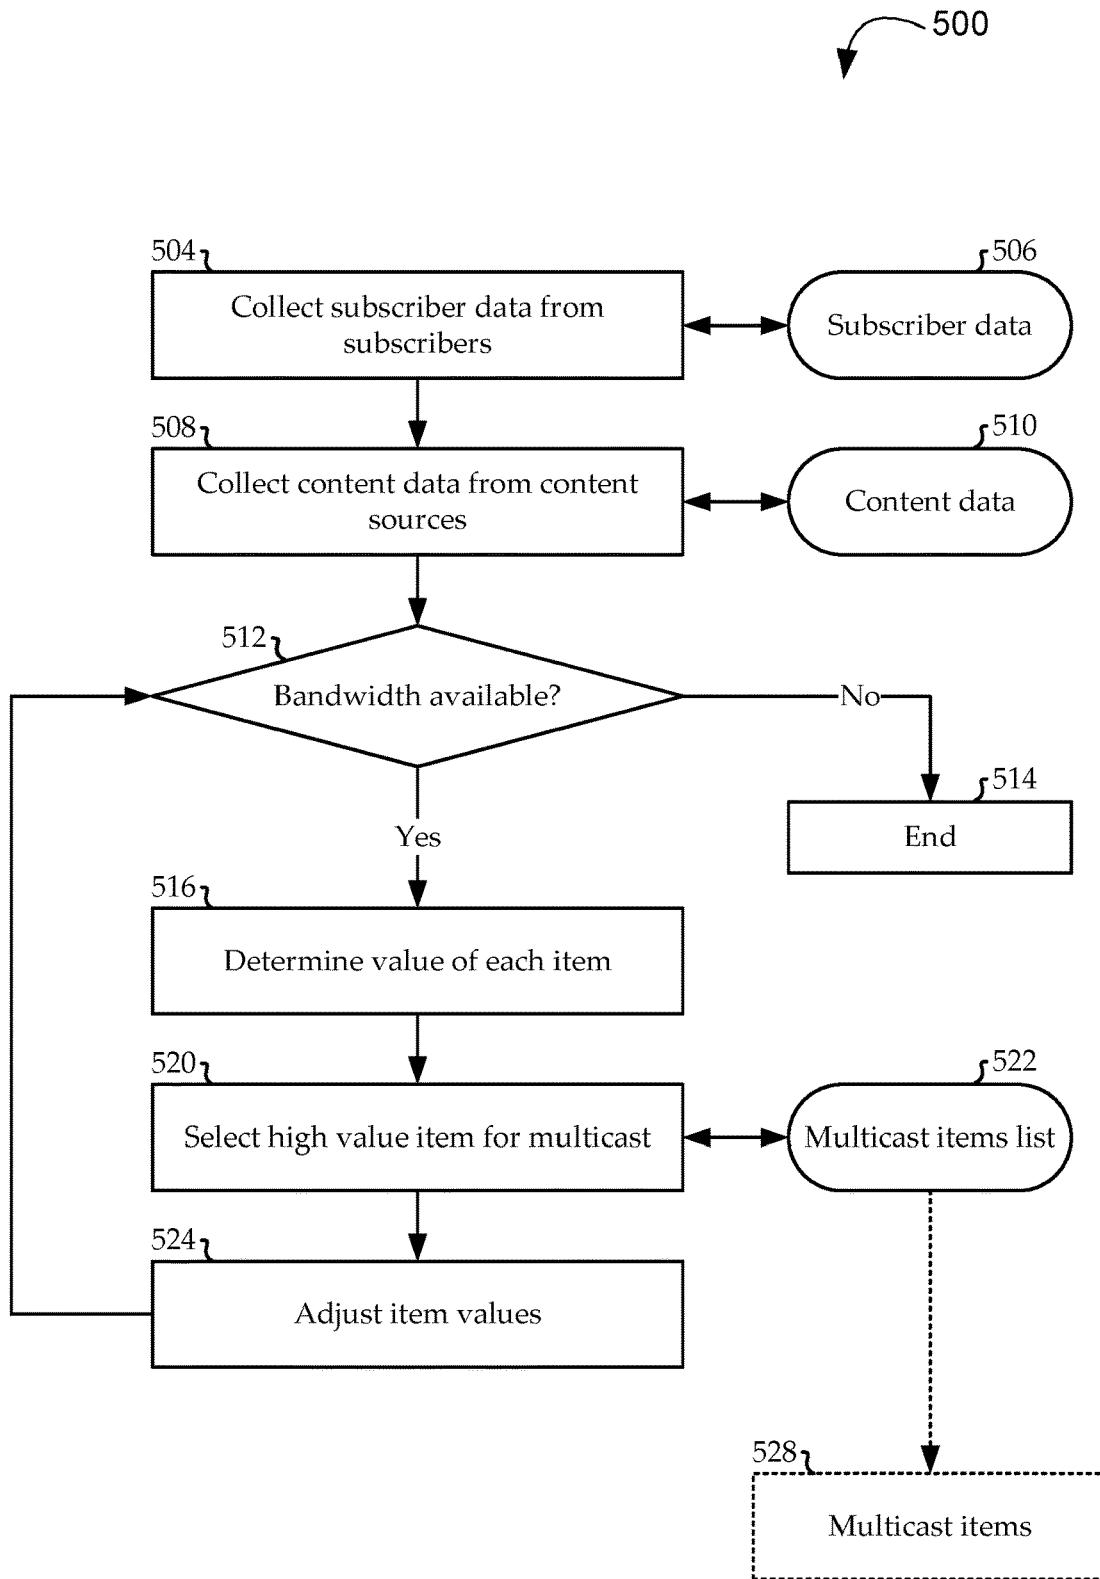 500
504
506
Collect subscriber data from
subscribers
Subscriber data
508
510
Collect content data from content
sources
Content data
512
Bandwidth available?
No
514
End
Yes
516
Determine value of each item
520
522
Select high value item for multicast
Multicast items list
524
Adjust item values
528
Multicast items